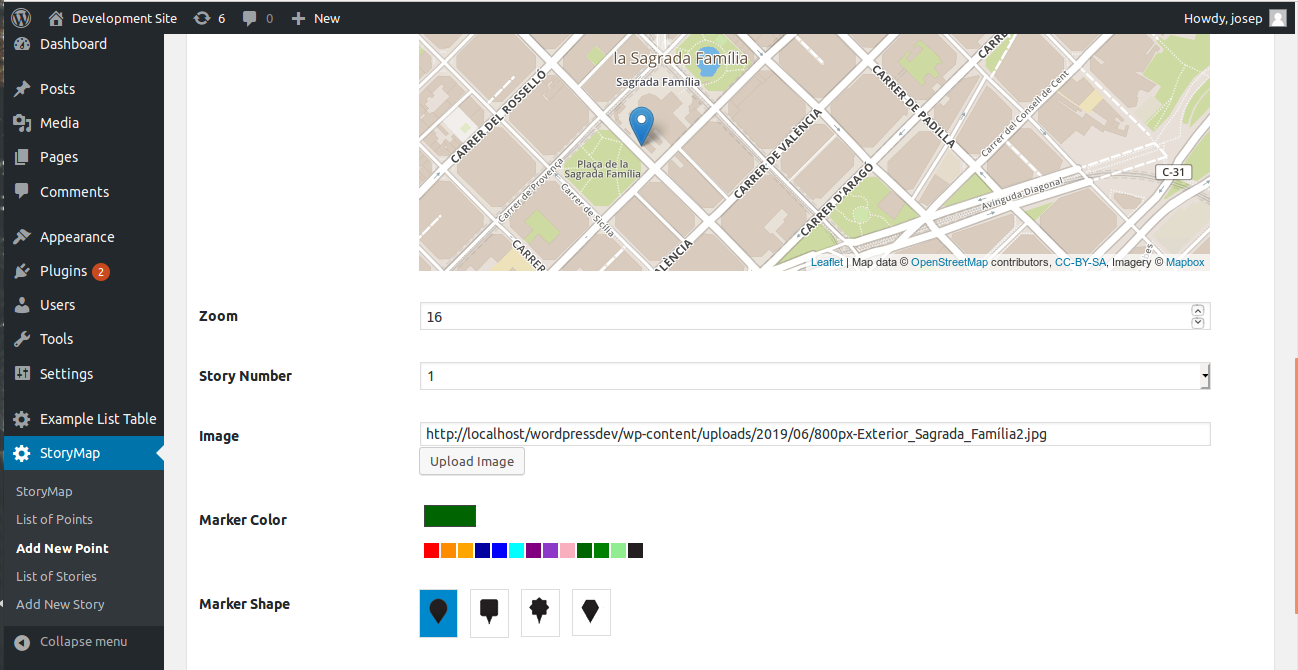 Development Site 6 0 New Howdy, josep
Dashboard
Posts
Media
Pages
Comments
Appearance
Plugins 2
Users
Tools
Settings
Example List Table
StoryMap
StoryMap
List of Points
Add New Point
List of Stories
Add New Story
Collapse menu
la Sagrada Família
Sagrada Família
CARRER DEL ROSSELLÓ
CARRER DE VALÈNCIA
CARRER DE PADILLA
CARRE
Carrer del Consell de Cent
Plaça de la
Sagrada Família
Carrer de Provença
Carrer de Sicília
CARRER D'ARAGÓ
Avinguda Diagonal
C-31
CARRER
ALÈNCIA
Leaflet | Map data © OpenStreetMap contributors, CC-BY-SA, Imagery © Mapbox
Zoom
16
Story Number
1
Image
http://localhost/wordpressdev/wp-content/uploads/2019/06/800px-Exterior_Sagrada_Família2.jpg
Upload Image
Marker Color
Marker Shape